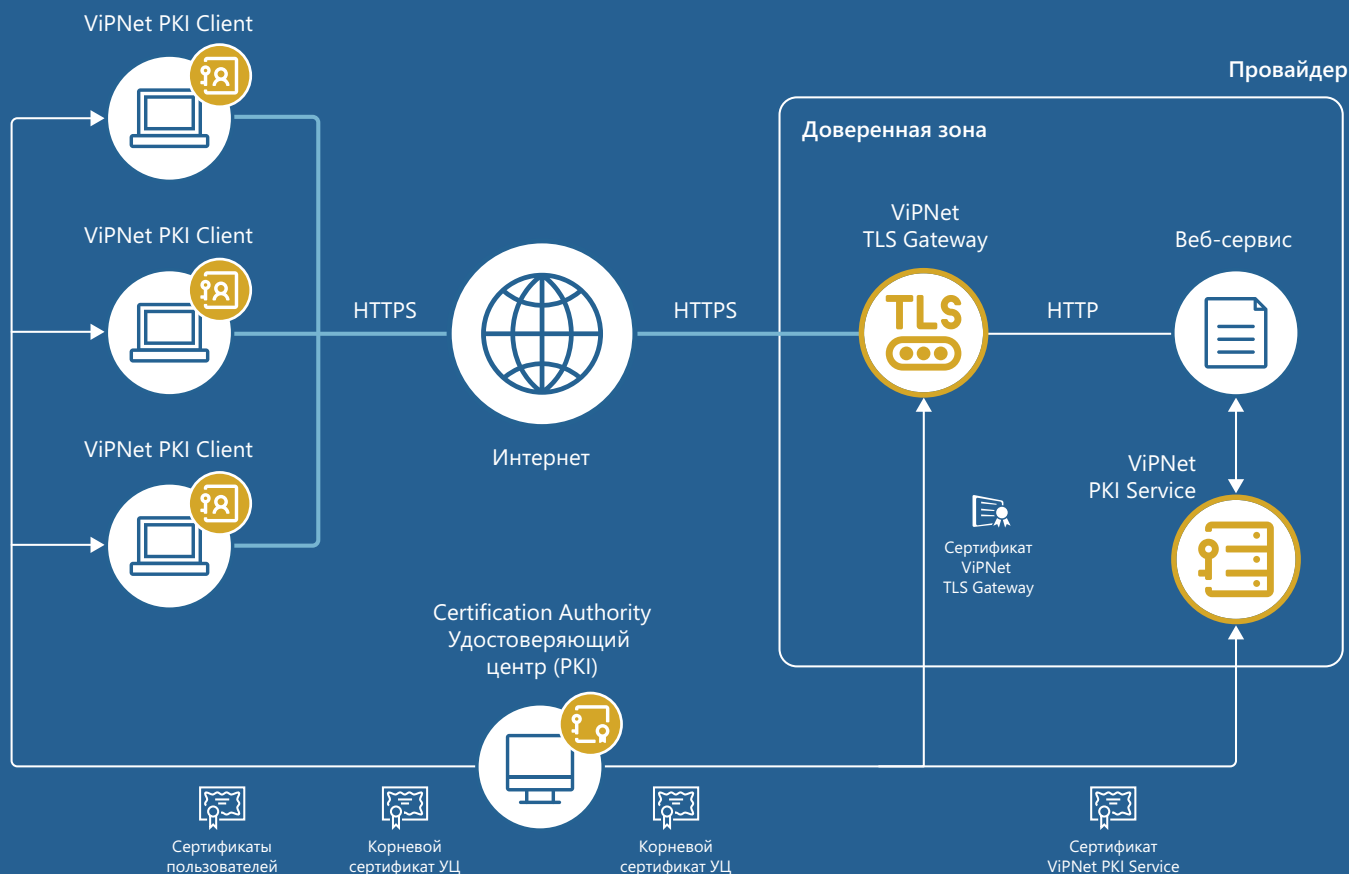 ViPNet PKI Client
Провайдер
Доверенная зона
ViPNet
TLS Gateway
Веб-сервис
ViPNet PKI Client
HTTPS
HTTPS
TLS
HTTP
ViPNet PKI Client
Интернет
ViPNet
PKI Service
Сертификат
ViPNet
TLS Gateway
Certification Authority
Удостоверяющий
центр (PKI)
Сертификаты
пользователей
Корневой
сертификат УЦ
Корневой
сертификат УЦ
Сертификат
ViPNet PKI Service